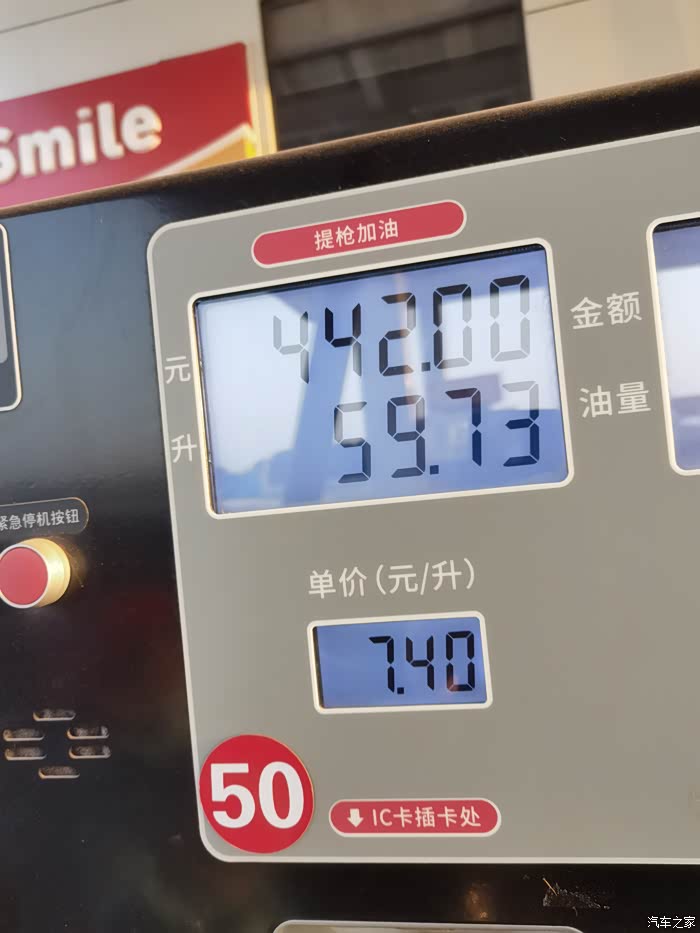 Smile
提枪加油
元
442.00
金额
升
59.73
油量
紧急停机按钮
单价(元/升)
7.40
50
IC卡插卡处
汽车之家